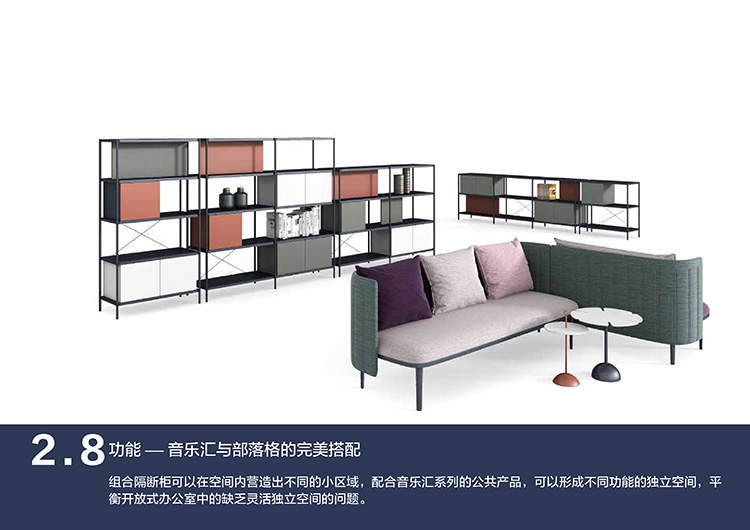 2.8 功能 — 音乐汇与部落格的完美搭配
组合隔断柜可以在空间内营造出不同的小区域，配合音乐汇系列的公共产品，可以形成不同功能的独立空间，平
衡开放式办公室中的缺乏灵活独立空间的问题。